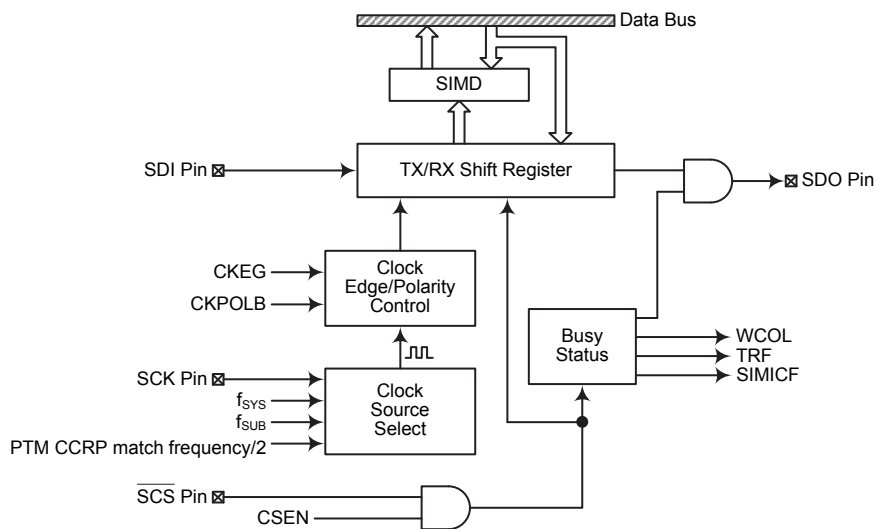 Data Bus
SIMD
SDI Pin
TX/RX Shift Register
SDO Pin
CKEG
CKPOLB
Clock
Edge/Polarity
Control
Busy
Status
WCOL
TRF
SIMICF
SCK Pin
fSYS
fSUB
PTM CCRP match frequency/2
Clock
Source
Select
SCS Pin
CSEN